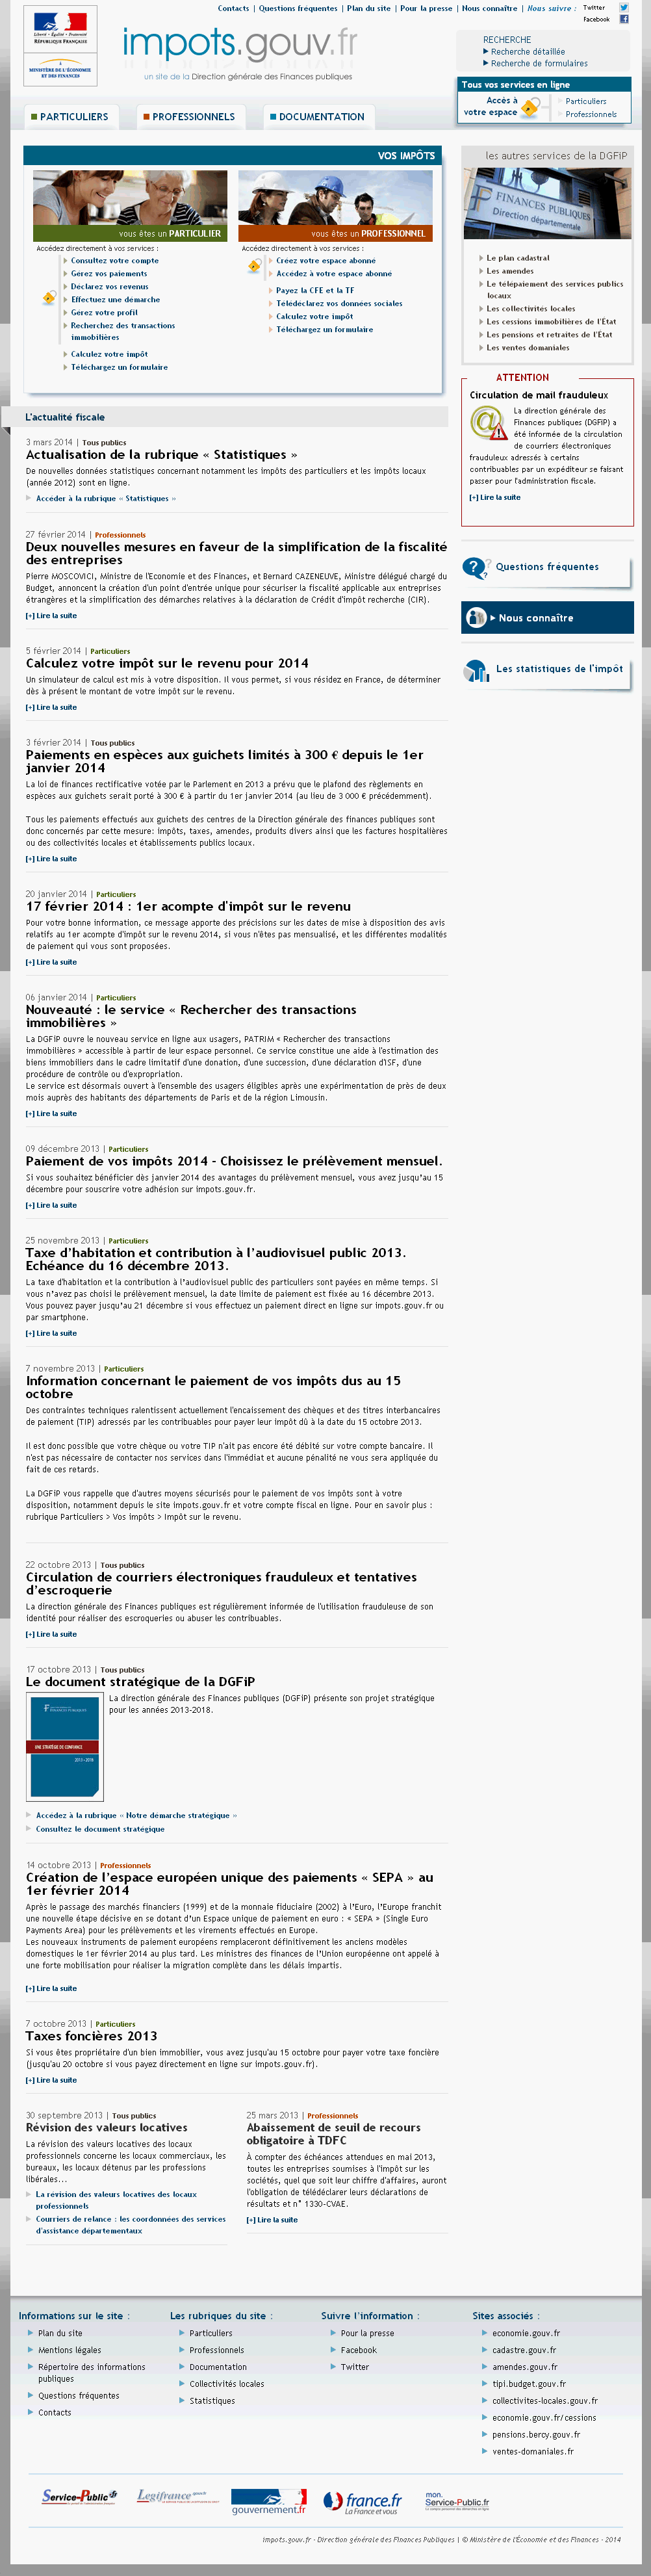 Contacts | Questions fréquentes | Plan du site | Pour la presse | Nous connaître | Nous suivre :
Twitter
Facebook
Liberté • Égalité • Fraternité
RÉPUBLIQUE FRANÇAISE
MINISTÈRE DE L'ÉCONOMIE
ET DES FINANCES
impots.gouv.fr
un site de la Direction générale des Finances publiques
RECHERCHE
Recherche détaillée
Recherche de formulaires
Tous vos services en ligne
Accès à
votre espace
Particuliers
Professionnels
PARTICULIERS
PROFESSIONNELS
DOCUMENTATION
VOS IMPÔTS
vous êtes un PARTICULIER
Accédez directement à vos services :
Consultez votre compte
Gérez vos paiements
Déclarez vos revenus
Effectuez une démarche
Gérez votre profil
Recherchez des transactions
immobilières
Calculez votre impôt
Téléchargez un formulaire
vous êtes un PROFESSIONNEL
Accédez directement à vos services :
Créez votre espace abonné
Accédez à votre espace abonné
Payez la CFE et la TF
Télédéclarez vos données sociales
Calculez votre impôt
Téléchargez un formulaire
les autres services de la DGFiP
FINANCES PUBLIQUES
Direction départementale
Le plan cadastral
Les amendes
Le télépaiement des services publics
locaux
Les collectivités locales
Les cessions immobilières de l'État
Les pensions et retraites de l'État
Les ventes domaniales
ATTENTION
Circulation de mail frauduleux
La direction générale des
Finances publiques (DGFiP) a
été informée de la circulation
de courriers électroniques
frauduleux adressés à certains
contribuables par un expéditeur se faisant
passer pour l'administration fiscale.
[+] Lire la suite
Questions fréquentes
Nous connaître
Les statistiques de l'impôt
L'actualité fiscale
3 mars 2014 | Tous publics
Actualisation de la rubrique « Statistiques »
De nouvelles données statistiques concernant notamment les impôts des particuliers et les impôts locaux
(année 2012) sont en ligne.
Accéder à la rubrique « Statistiques »
27 février 2014 | Professionnels
Deux nouvelles mesures en faveur de la simplification de la fiscalité
des entreprises
Pierre MOSCOVICI, Ministre de l'Economie et des Finances, et Bernard CAZENEUVE, Ministre délégué chargé du
Budget, annoncent la création d'un point d'entrée unique pour sécuriser la fiscalité applicable aux entreprises
étrangères et la simplification des démarches relatives à la déclaration de Crédit d'impôt recherche (CIR).
[+] Lire la suite
5 février 2014 | Particuliers
Calculez votre impôt sur le revenu pour 2014
Un simulateur de calcul est mis à votre disposition. Il vous permet, si vous résidez en France, de déterminer
dès à présent le montant de votre impôt sur le revenu.
[+] Lire la suite
3 février 2014 | Tous publics
Paiements en espèces aux guichets limités à 300 € depuis le 1er
janvier 2014
La loi de finances rectificative votée par le Parlement en 2013 a prévu que le plafond des règlements en
espèces aux guichets serait porté à 300 € à partir du 1er janvier 2014 (au lieu de 3 000 € précédemment).
Tous les paiements effectués aux guichets des centres de la Direction générale des finances publiques sont
donc concernés par cette mesure: impôts, taxes, amendes, produits divers ainsi que les factures hospitalières
ou des collectivités locales et établissements publics locaux.
[+] Lire la suite
20 janvier 2014 | Particuliers
17 février 2014 : 1er acompte d'impôt sur le revenu
Pour votre bonne information, ce message apporte des précisions sur les dates de mise à disposition des avis
relatifs au 1er acompte d'impôt sur le revenu 2014, si vous n'êtes pas mensualisé, et les différentes modalités
de paiement qui vous sont proposées.
[+] Lire la suite
06 janvier 2014 | Particuliers
Nouveauté : le service « Rechercher des transactions
immobilières »
La DGFiP ouvre le nouveau service en ligne aux usagers, PATRIM « Rechercher des transactions
immobilières » accessible à partir de leur espace personnel. Ce service constitue une aide à l'estimation des
biens immobiliers dans le cadre limitatif d'une donation, d'une succession, d'une déclaration d'ISF, d'une
procédure de contrôle ou d'expropriation.
Le service est désormais ouvert à l'ensemble des usagers éligibles après une expérimentation de près de deux
mois auprès des habitants des départements de Paris et de la région Limousin.
[+] Lire la suite
09 décembre 2013 | Particuliers
Paiement de vos impôts 2014 - Choisissez le prélèvement mensuel.
Si vous souhaitez bénéficier dès janvier 2014 des avantages du prélèvement mensuel, vous avez jusqu'au 15
décembre pour souscrire votre adhésion sur impots.gouv.fr.
[+] Lire la suite
25 novembre 2013 | Particuliers
Taxe d'habitation et contribution à l'audiovisuel public 2013.
Echéance du 16 décembre 2013.
La taxe d'habitation et la contribution à l'audiovisuel public des particuliers sont payées en même temps. Si
vous n'avez pas choisi le prélèvement mensuel, la date limite de paiement est fixée au 16 décembre 2013.
Vous pouvez payer jusqu'au 21 décembre si vous effectuez un paiement direct en ligne sur impots.gouv.fr ou
par smartphone.
[+] Lire la suite
7 novembre 2013 | Particuliers
Information concernant le paiement de vos impôts dus au 15
octobre
Des contraintes techniques ralentissent actuellement l'encaissement des chèques et des titres interbancaires
de paiement (TIP) adressés par les contribuables pour payer leur impôt dû à la date du 15 octobre 2013.
Il est donc possible que votre chèque ou votre TIP n'ait pas encore été débité sur votre compte bancaire. Il
n'est pas nécessaire de contacter nos services dans l'immédiat et aucune pénalité ne vous sera appliquée du
fait de ces retards.
La DGFiP vous rappelle que d'autres moyens sécurisés pour le paiement de vos impôts sont à votre
disposition, notamment depuis le site impots.gouv.fr et votre compte fiscal en ligne. Pour en savoir plus :
rubrique Particuliers > Vos impôts > Impôt sur le revenu.
22 octobre 2013 | Tous publics
Circulation de courriers électroniques frauduleux et tentatives
d'escroquerie
La direction générale des Finances publiques est régulièrement informée de l'utilisation frauduleuse de son
identité pour réaliser des escroqueries ou abuser les contribuables.
[+] Lire la suite
17 octobre 2013 | Tous publics
Le document stratégique de la DGFiP
FINANCES PUBLIQUES
UNE STRATÉGIE DE CONFIANCE
2013-2018
La direction générale des Finances publiques (DGFiP) présente son projet stratégique
pour les années 2013-2018.
Accédez à la rubrique « Notre démarche stratégique »
Consultez le document stratégique
14 octobre 2013 | Professionnels
Création de l'espace européen unique des paiements « SEPA » au
1er février 2014
Après le passage des marchés financiers (1999) et de la monnaie fiduciaire (2002) à l'Euro, l'Europe franchit
une nouvelle étape décisive en se dotant d'un Espace unique de paiement en euro : « SEPA » (Single Euro
Payments Area) pour les prélèvements et les virements effectués en Europe.
Les nouveaux instruments de paiement européens remplaceront définitivement les anciens modèles
domestiques le 1er février 2014 au plus tard. Les ministres des finances de l'Union européenne ont appelé à
une forte mobilisation pour réaliser la migration complète dans les délais impartis.
[+] Lire la suite
7 octobre 2013 | Particuliers
Taxes foncières 2013
Si vous êtes propriétaire d'un bien immobilier, vous avez jusqu'au 15 octobre pour payer votre taxe foncière
(jusqu'au 20 octobre si vous payez directement en ligne sur impots.gouv.fr).
[+] Lire la suite
30 septembre 2013 | Tous publics
Révision des valeurs locatives
La révision des valeurs locatives des locaux
professionnels concerne les locaux commerciaux, les
bureaux, les locaux détenus par les professions
libérales...
La révision des valeurs locatives des locaux
professionnels
Courriers de relance : les coordonnées des services
d'assistance départementaux
25 mars 2013 | Professionnels
Abaissement de seuil de recours
obligatoire à TDFC
À compter des échéances attendues en mai 2013,
toutes les entreprises soumises à l'impôt sur les
sociétés, quel que soit leur chiffre d'affaires, auront
l'obligation de télédéclarer leurs déclarations de
résultats et n° 1330-CVAE.
[+] Lire la suite
Informations sur le site :
Plan du site
Mentions légales
Répertoire des informations
publiques
Questions fréquentes
Contacts
Les rubriques du site :
Particuliers
Professionnels
Documentation
Collectivités locales
Statistiques
Suivre l'information :
Pour la presse
Facebook
Twitter
Sites associés :
economie.gouv.fr
cadastre.gouv.fr
amendes.gouv.fr
tipi.budget.gouv.fr
collectivites-locales.gouv.fr
economie.gouv.fr/cessions
pensions.bercy.gouv.fr
ventes-domaniales.fr
Service-Public.fr
Legifrance.gouv.fr
gouvernement.fr
france.fr
La France et vous
mon.
Service-Public.fr
impots.gouv.fr - Direction générale des Finances Publiques | © Ministère de l'Économie et des Finances - 2014